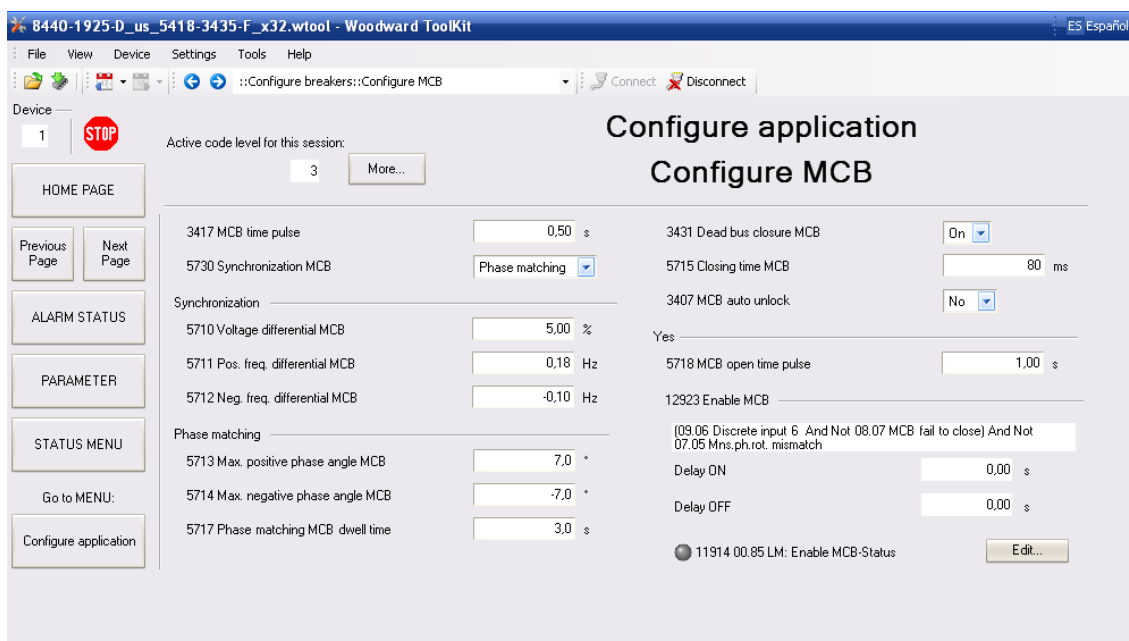 8440-1925-D_us_5418-3435-F_x32.wtool - Woodward ToolKit
ES Español
File View Device Settings Tools Help
::Configure breakers::Configure MCB
Connect Disconnect
Device
1
STOP
Active code level for this session:
3
More...
Configure application
Configure MCB
HOME PAGE
Previous Page
Next Page
ALARM STATUS
PARAMETER
STATUS MENU
Go to MENU:
Configure application
3417 MCB time pulse 0,50 s
5730 Synchronization MCB Phase matching
Synchronization
5710 Voltage differential MCB 5,00 %
5711 Pos. freq. differential MCB 0,18 Hz
5712 Neg. freq. differential MCB -0,10 Hz
Phase matching
5713 Max. positive phase angle MCB 7,0 °
5714 Max. negative phase angle MCB -7,0 °
5717 Phase matching MCB dwell time 3,0 s
3431 Dead bus closure MCB On
5715 Closing time MCB 80 ms
3407 MCB auto unlock No
Yes
5718 MCB open time pulse 1,00 s
12923 Enable MCB
(09.06 Discrete input 6 And Not 08.07 MCB fail to close) And Not
07.05 Mns.ph.rot. mismatch
Delay ON 0,00 s
Delay OFF 0,00 s
11914 00.85 LM: Enable MCB-Status
Edit...